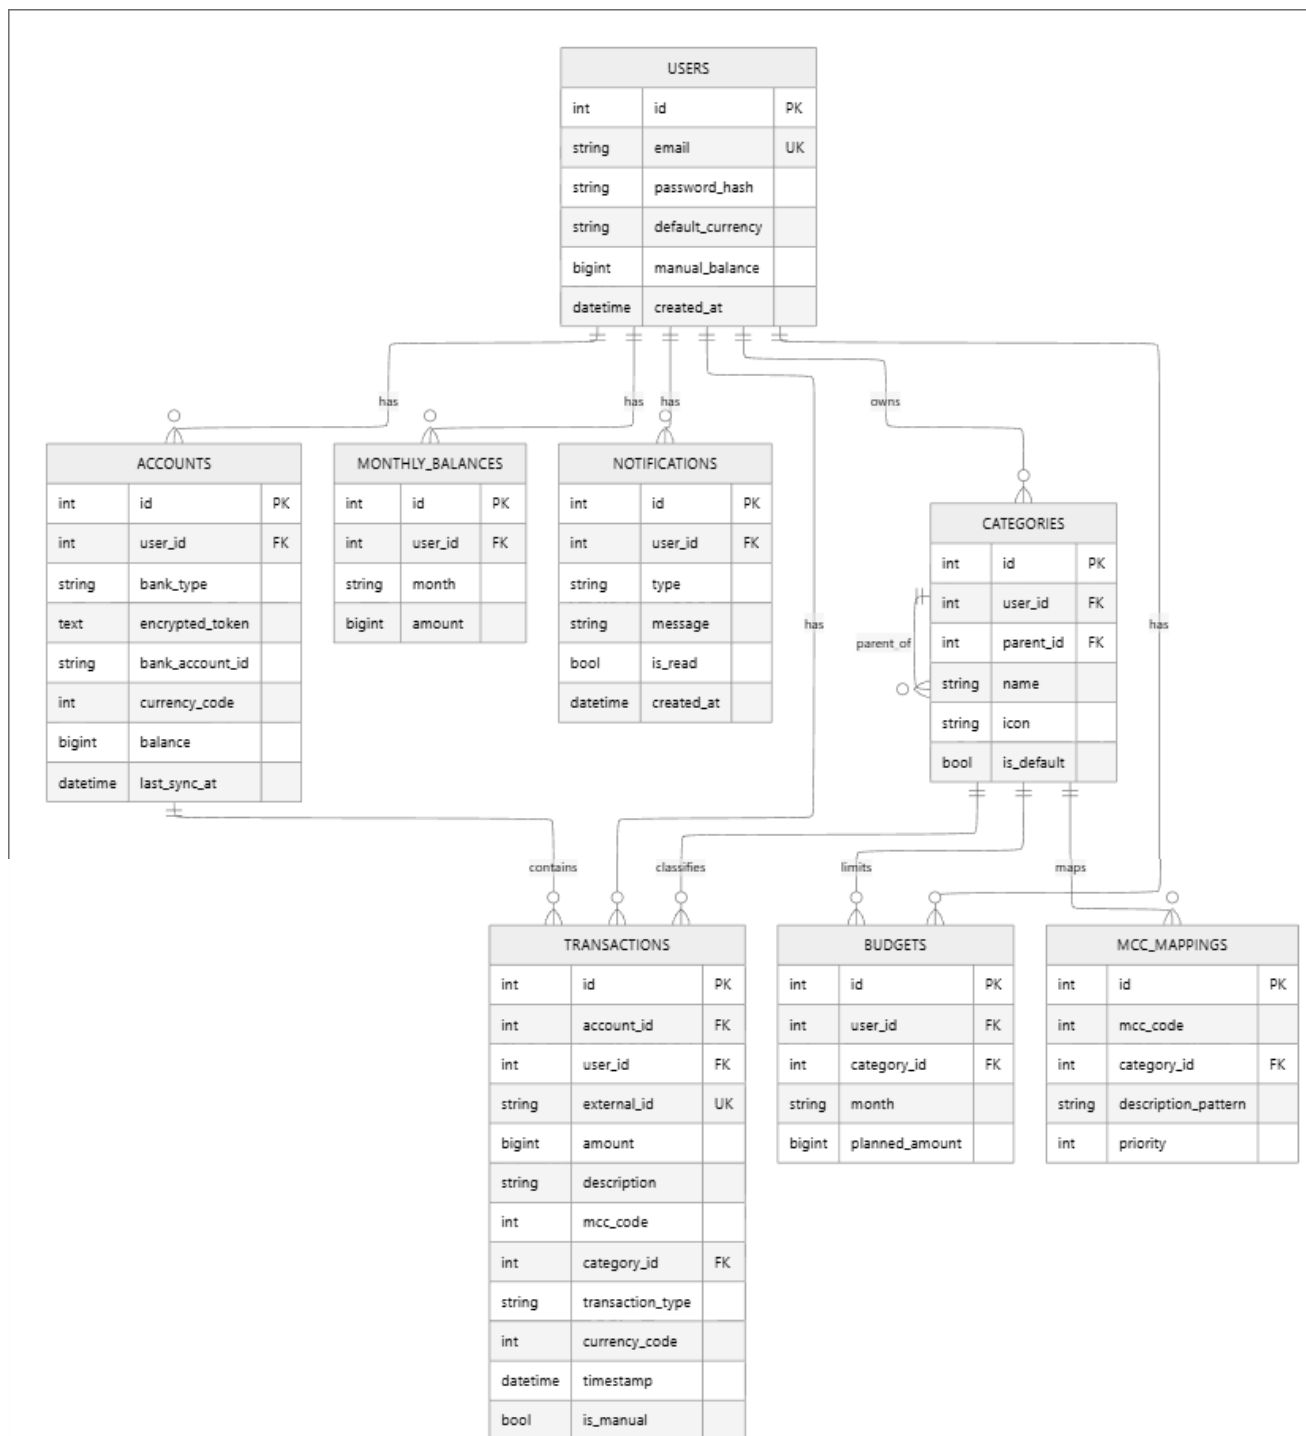 USERS
int id PK
string email UK
string password_hash
string default_currency
bigint manual_balance
datetime created_at
has
has
has
owns
ACCOUNTS
int id PK
int user_id FK
string bank_type
text encrypted_token
string bank_account_id
int currency_code
bigint balance
datetime last_sync_at
MONTHLY_BALANCES
int id PK
int user_id FK
string month
bigint amount
NOTIFICATIONS
int id PK
int user_id FK
string type
string message
bool is_read
datetime created_at
has
CATEGORIES
int id PK
int user_id FK
int parent_id FK
string name
string icon
bool is_default
parent_of
has
contains
classifies
limits
maps
TRANSACTIONS
int id PK
int account_id FK
int user_id FK
string external_id UK
bigint amount
string description
int mcc_code
int category_id FK
string transaction_type
int currency_code
datetime timestamp
bool is_manual
BUDGETS
int id PK
int user_id FK
int category_id FK
string month
bigint planned_amount
MCC_MAPPINGS
int id PK
int mcc_code
int category_id FK
string description_pattern
int priority